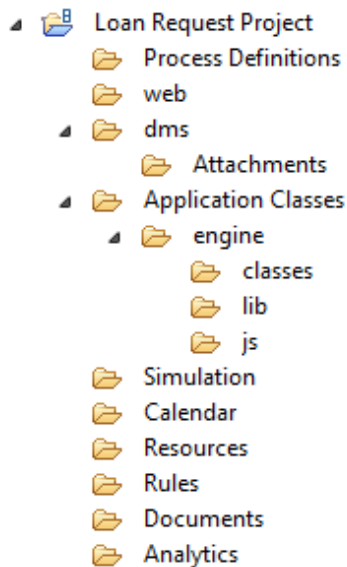 Loan Request Project
Process Definitions
web
dms
Attachments
Application Classes
engine
classes
lib
js
Simulation
Calendar
Resources
Rules
Documents
Analytics